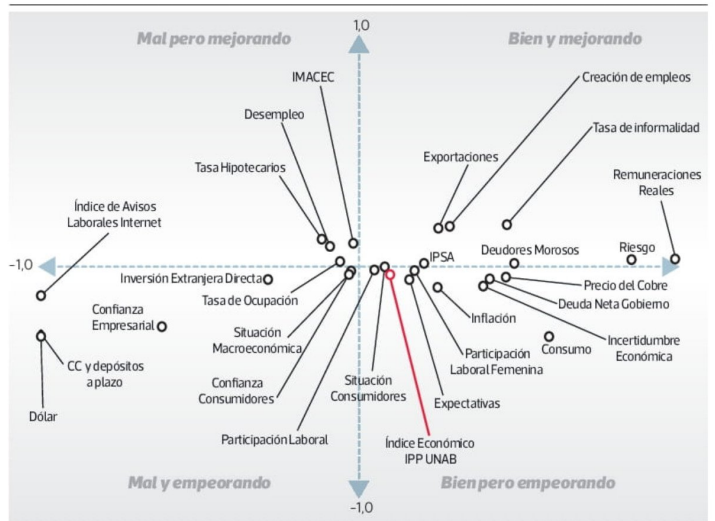 1,0
Mal pero mejorando
Bien y mejorando
IMACEC
Creación de empleos
Desempleo
Tasa de informalidad
Exportaciones
Tasa Hipotecarios
Remuneraciones
Reales
Índice de Avisos
Laborales Internet
IPSA
Deudores Morosos
Riesgo
-1,0
1,0
Inversión Extranjera Directa
Precio del Cobre
Tasa de Ocupación
Deuda Neta Gobierno
Confianza
Empresarial
Inflación
Situación
Macroeconómica
Incertidumbre
Económica
Participación
Laboral Femenina
Consumo
CC y depósitos
a plazo
Confianza
Consumidores
Situación
Consumidores
Expectativas
Dólar
Participación Laboral
Índice Económico
IPP UNAB
Mal y empeorando
Bien pero empeorando
-1,0